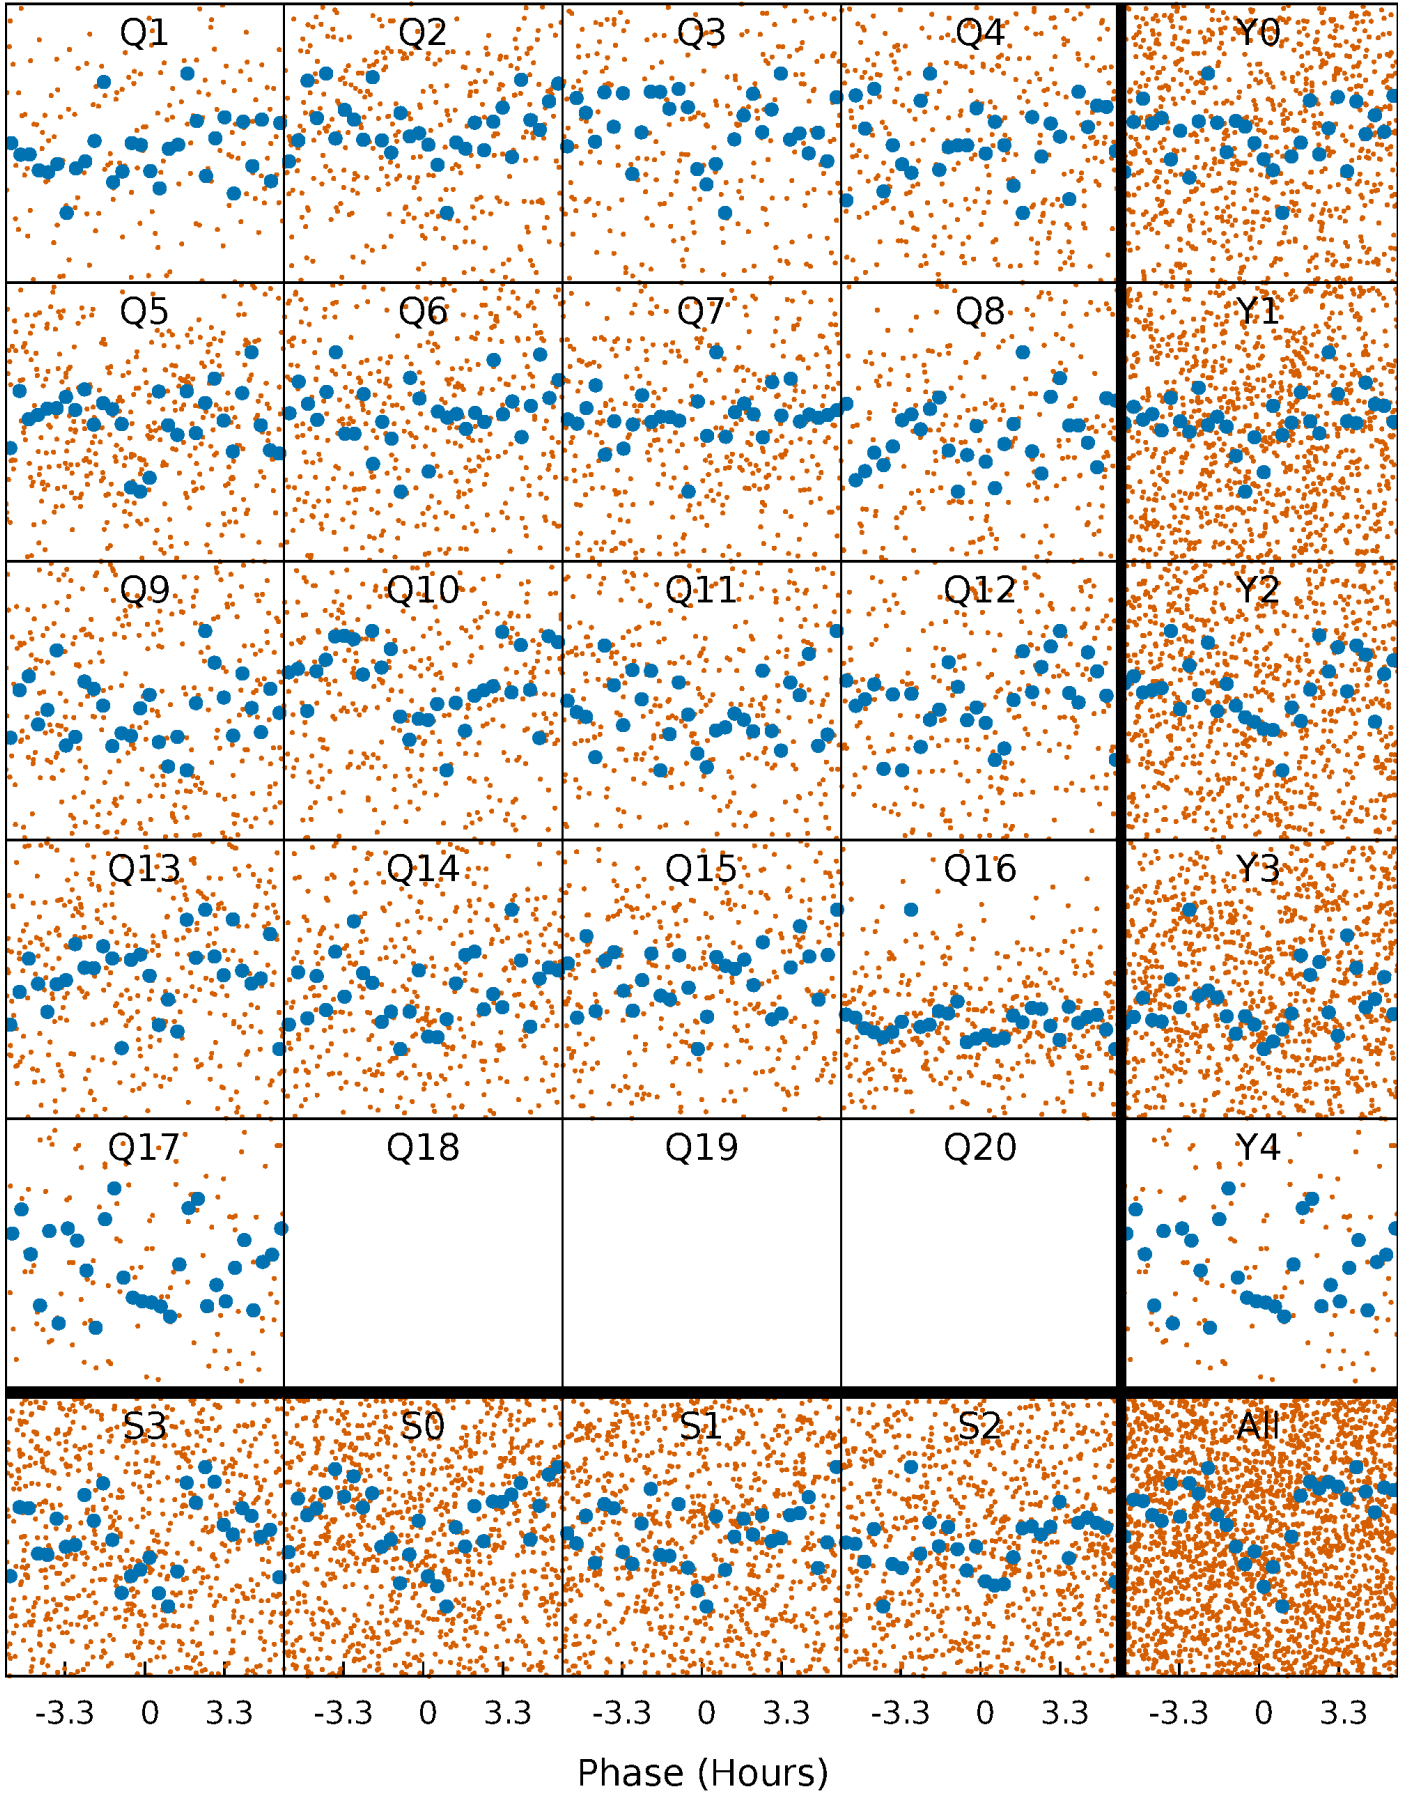 Q1 Q2 Q3 Q4 Y0
Q5 Q6 Q7 Q8 Y1
Q9 Q10 Q11 Q12 Y2
Q13 Q14 Q15 Q16 Y3
Q17 Q18 Q19 Q20 Y4
S3 S0 S1 S2 All
-3.3 0 3.3 -3.3 0 3.3 -3.3 0 3.3 -3.3 0 3.3 -3.3 0 3.3
Phase (Hours)